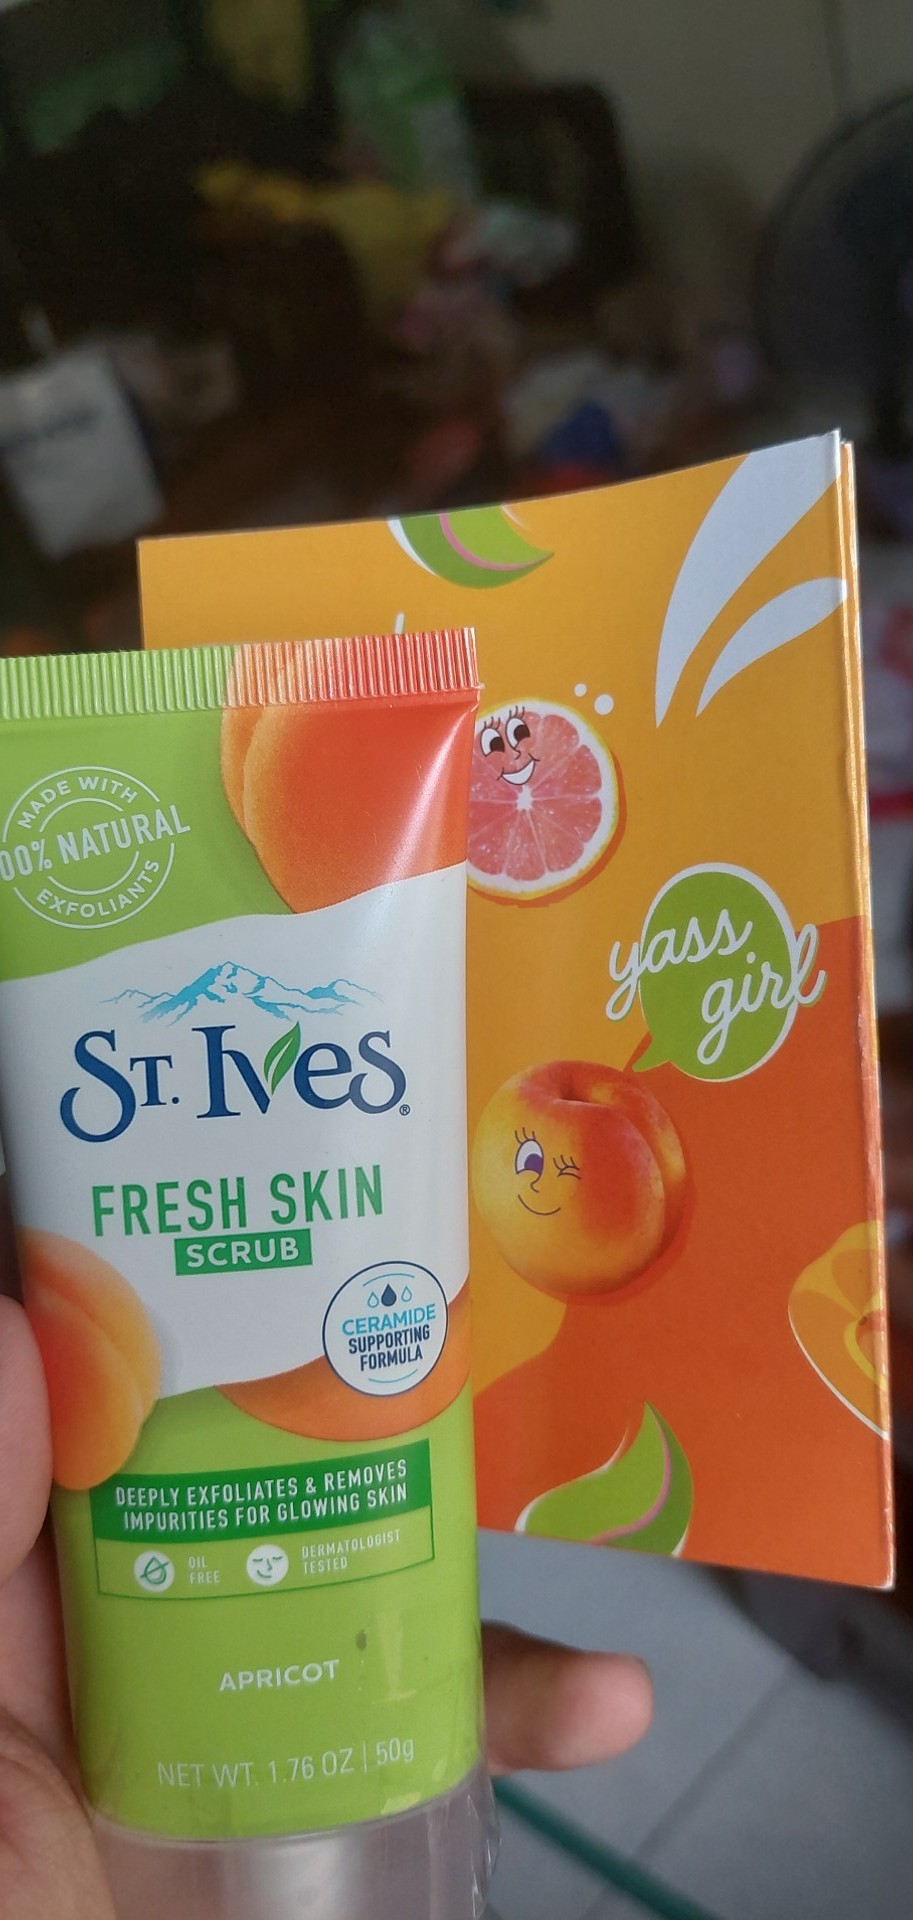 MADE WITH
00% NATURAL
EXFOLIANTS
ST. Ives®
FRESH SKIN
SCRUB
CERAMIDE
SUPPORTING
FORMULA
DEEPLY EXFOLIATES & REMOVES
IMPURITIES FOR GLOWING SKIN
OIL
FREE
DERMATOLOGIST
TESTED
APRICOT
NET WT. 1.76 OZ | 50g
yass
girl